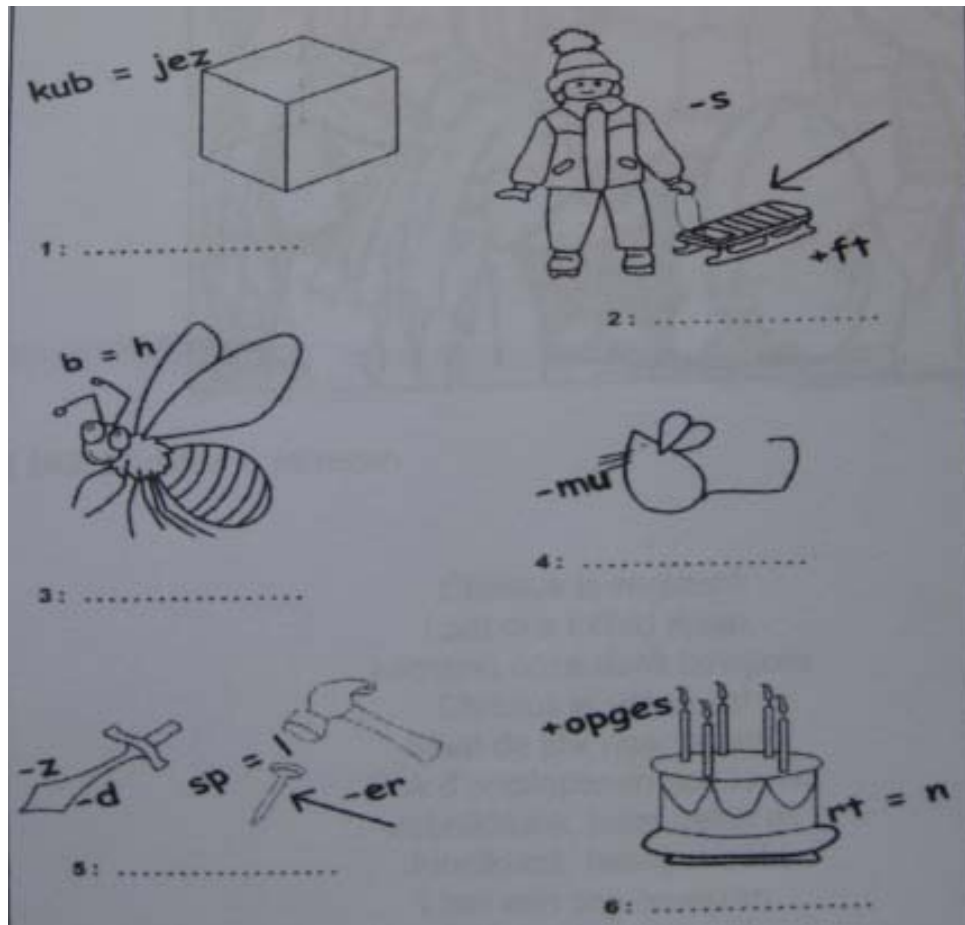 kub = jez
-s
+ft
1: ....................
2: ....................
b = h
-mu
3: ....................
4: ....................
-z
-d
sp = l
-er
+opges
rt = n
5: ....................
6: ....................